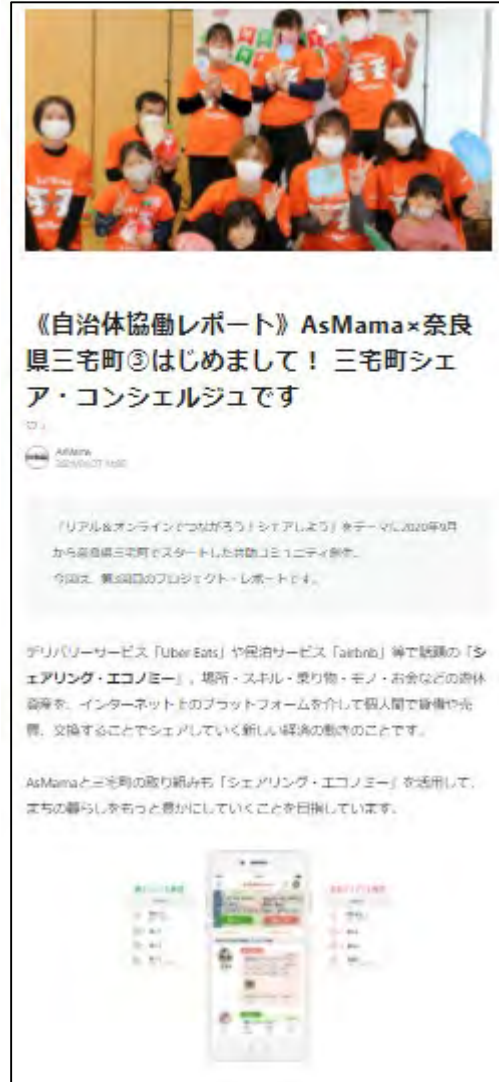 《自治体協働レポート》AsMama×奈良
県三宅町③はじめまして！ 三宅町シェ
ア・コンシェルジュです
AsMama
「リアル＆オンラインでつながろう！シェアしよう」をテーマに2020年9月
から奈良県三宅町でスタートした共助コミュニティ創生。
今回は、第3回目のプロジェクト・レポートです。
デリバリーサービス「Uber Eats」や民泊サービス「airbnb」等で話題の「シ
ェアリング・エコノミー」。場所・スキル・乗り物・モノ・お金などの遊休
資産を、インターネット上のプラットフォームを介して個人間で貸借や売
買、交換することでシェアしていく新しい経済の動きのことです。
AsMamaと三宅町の取り組みも「シェアリング・エコノミー」を活用して、
まちの暮らしをもっと豊かにしていくことを目指しています。